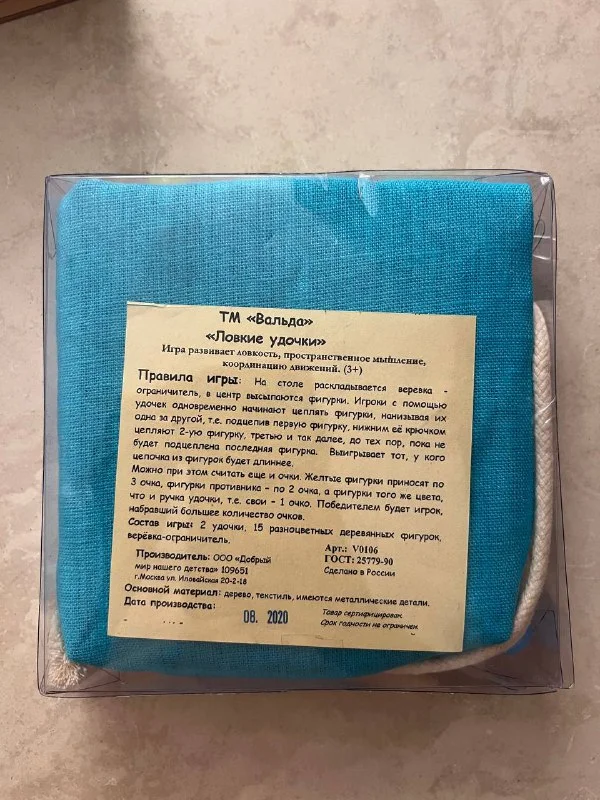 ТМ «Вальда»
«Ловкие удочки»
Игра развивает ловкость, пространственное мышление,
координацию движений. (3+)
Правила игры: На столе раскладывается веревка -
ограничитель, в центр высыпаются фигурки. Игроки с помощью
удочек одновременно начинают цеплять фигурки, нанизывая их
одна за другой, т.е. подцепив первую фигурку, нижним её крючком
цепляют 2-ую фигурку, третью и так далее, до тех пор, пока не
будет подцеплена последняя фигурка. Выигрывает тот, у кого
цепочка из фигурок будет длиннее.
Можно при этом считать еще и очки. Желтые фигурки приносят по
3 очка, фигурки противника – по 2 очка, а фигурки того же цвета,
что и ручка удочки, т.е. свои – 1 очко. Победителем будет игрок,
набравший большее количество очков.
Состав игры: 2 удочки, 15 разноцветных деревянных фигурок,
верёвка-ограничитель.
Производитель: ООО «Добрый
мир нашего детства» 109651
г.Москва ул. Иловайская 20-2-18
Арт.: V0106
ГОСТ: 25779-90
Сделано в России
Основной материал: дерево, текстиль, имеются металлические детали.
Дата производства: 08. 2020
Товар сертифицирован.
Срок годности не ограничен.